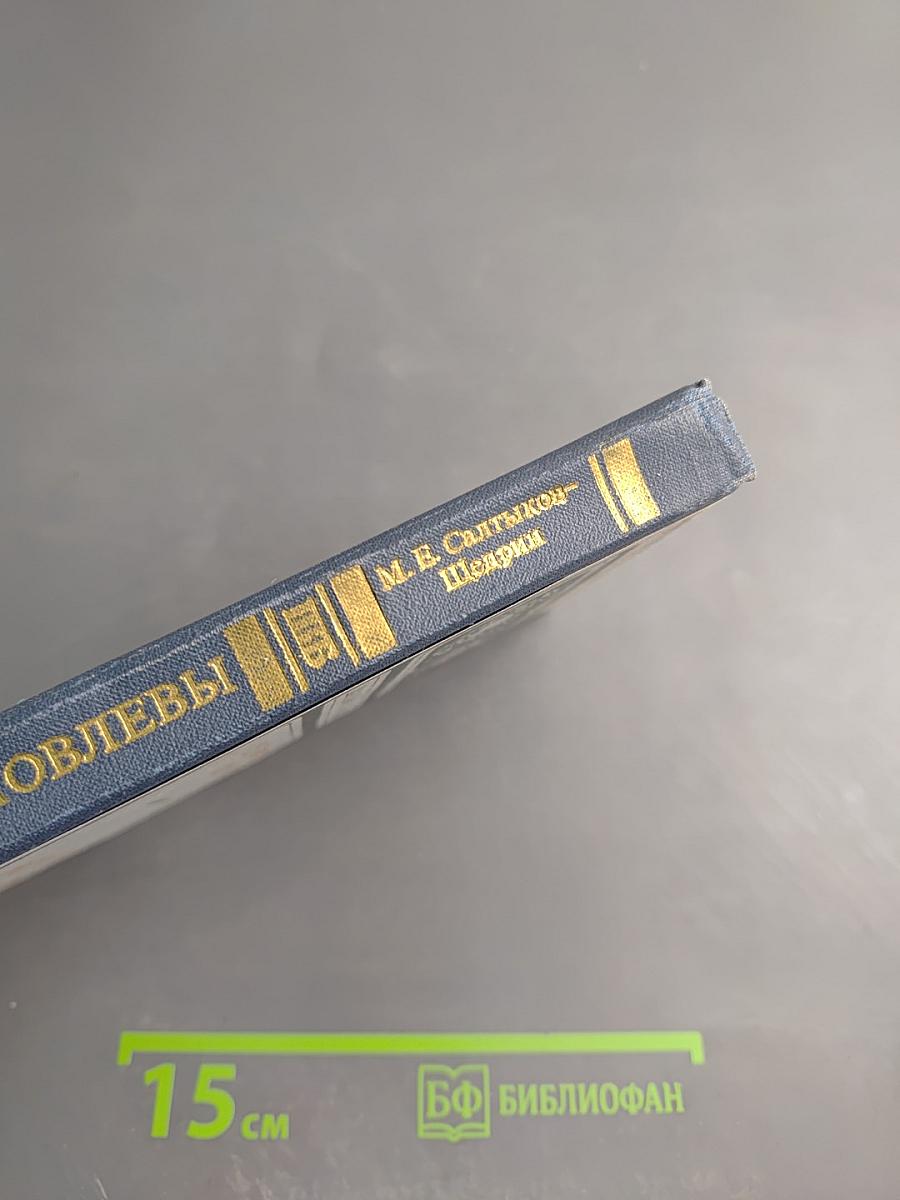 М. Е. Салтыков-
Щедрин
ОВЛЕВЫ
15 см
БФ БИБЛИОФАН